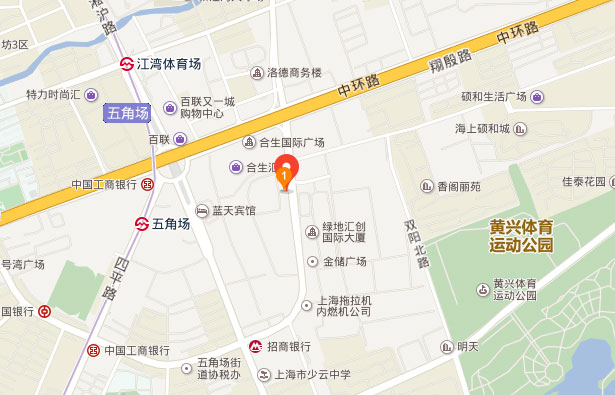 湘沪路
坊3区
江湾体育场
洛德商务楼
中环路
翔殷路
中环路
特力时尚汇
五角场
百联又一城
购物中心
硕和生活广场
百联
合生国际广场
海上硕和城
合生汇
1
中国工商银行
香阁丽苑
佳泰花园
蓝天宾馆
五角场
绿地汇创
国际大厦
双阳北路
黄兴体育
运动公园
号湾广场
四平路
金储广场
黄兴体育
运动公园
国银行
上海拖拉机
内燃机公司
中国工商银行
招商银行
明天
五角场街
道协税办
上海市少云中学